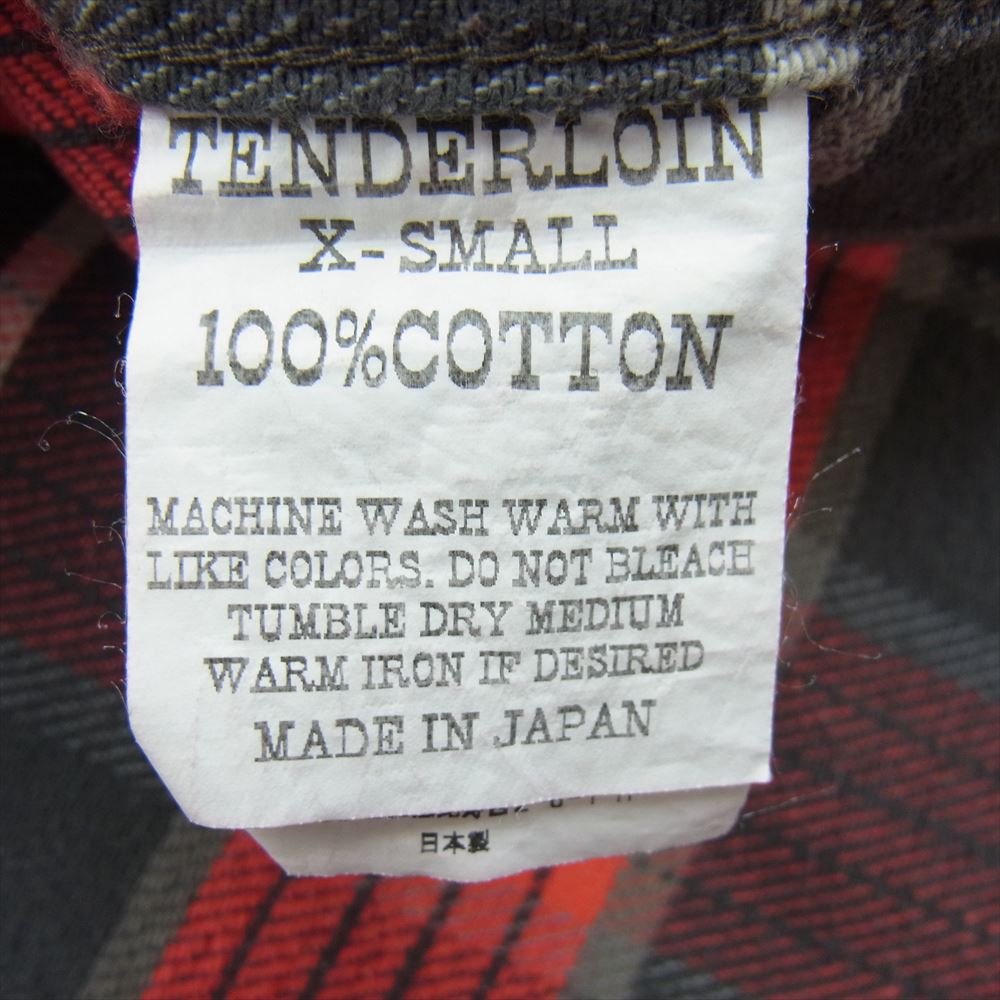 TENDERLOIN
X-SMALL
100%COTTON
MACHINE WASH WARM WITH
LIKE COLORS. DO NOT BLEACH
TUMBLE DRY MEDIUM
WARM IRON IF DESIRED
MADE IN JAPAN
日本製